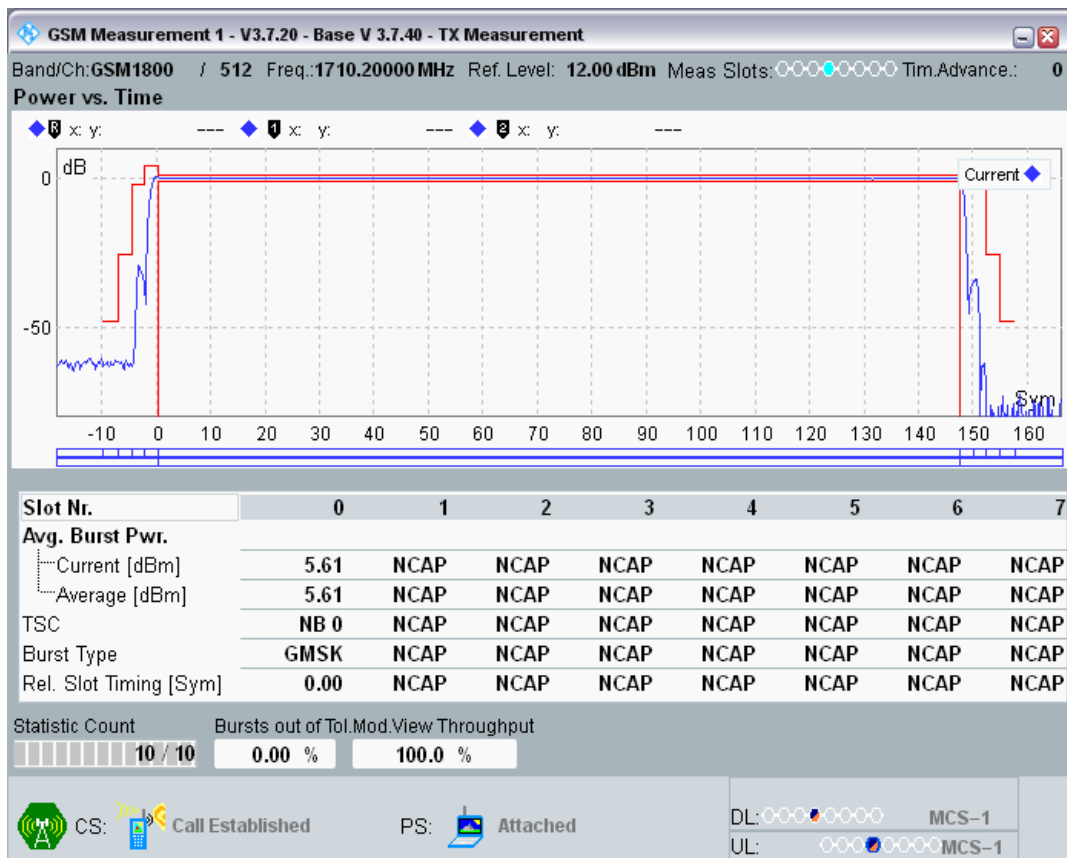 GSM Measurement 1 - V3.7.20 - Base V 3.7.40 - TX Measurement
Band/Ch:GSM1800 / 512 Freq.:1710.20000 MHz Ref. Level: 12.00 dBm Meas Slots: Tim.Advance.: 0
Power vs. Time
R x: y: --- 1 x: y: --- 2 x: y: ---
dB
Current
0
-50
Sym
-10 0 10 20 30 40 50 60 70 80 90 100 110 120 130 140 150 160
Slot Nr. 0 1 2 3 4 5 6 7
Avg. Burst Pwr.
Current [dBm] 5.61 NCAP NCAP NCAP NCAP NCAP NCAP NCAP
Average [dBm] 5.61 NCAP NCAP NCAP NCAP NCAP NCAP NCAP
TSC NB 0 NCAP NCAP NCAP NCAP NCAP NCAP NCAP
Burst Type GMSK NCAP NCAP NCAP NCAP NCAP NCAP NCAP
Rel. Slot Timing [Sym] 0.00 NCAP NCAP NCAP NCAP NCAP NCAP NCAP
Statistic Count Bursts out of Tol.Mod.View Throughput
10 / 10 0.00 % 100.0 %
CS: Call Established PS: Attached
DL: MCS-1
UL: MCS-1